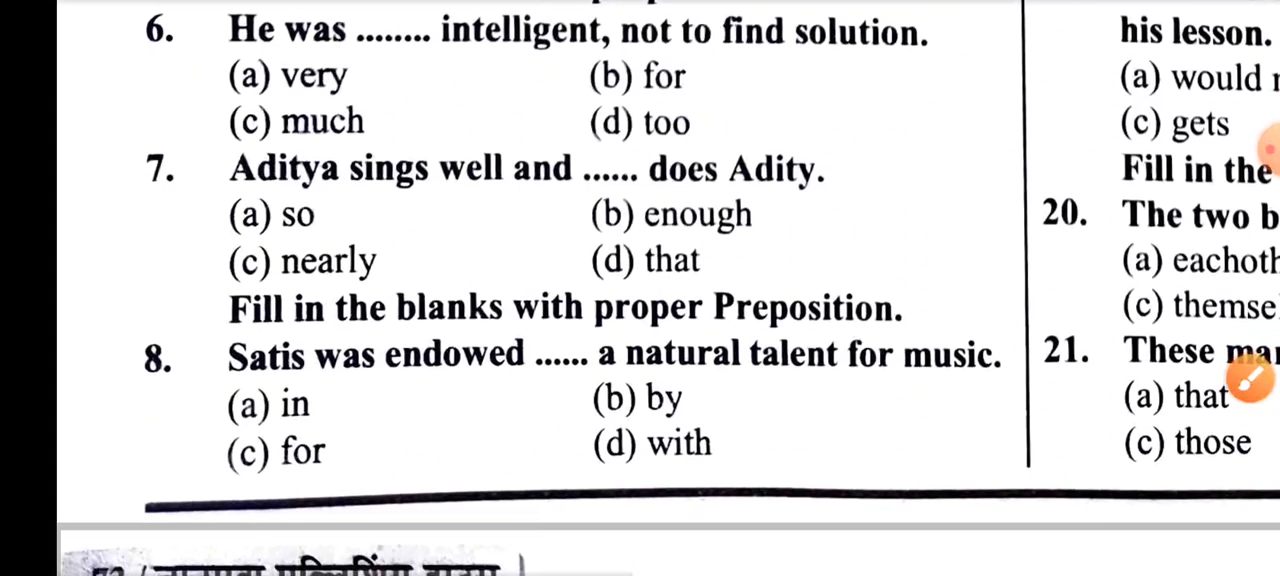 6. He was ........ intelligent, not to find solution.
(a) very (b) for
(c) much (d) too
7. Aditya sings well and ...... does Adity.
(a) so (b) enough
(c) nearly (d) that
Fill in the blanks with proper Preposition.
8. Satis was endowed ...... a natural talent for music.
(a) in (b) by
(c) for (d) with
his lesson.
(a) would
(c) gets
Fill in the
20. The two
(a)
(c)
21. These
(a) that
(c) those